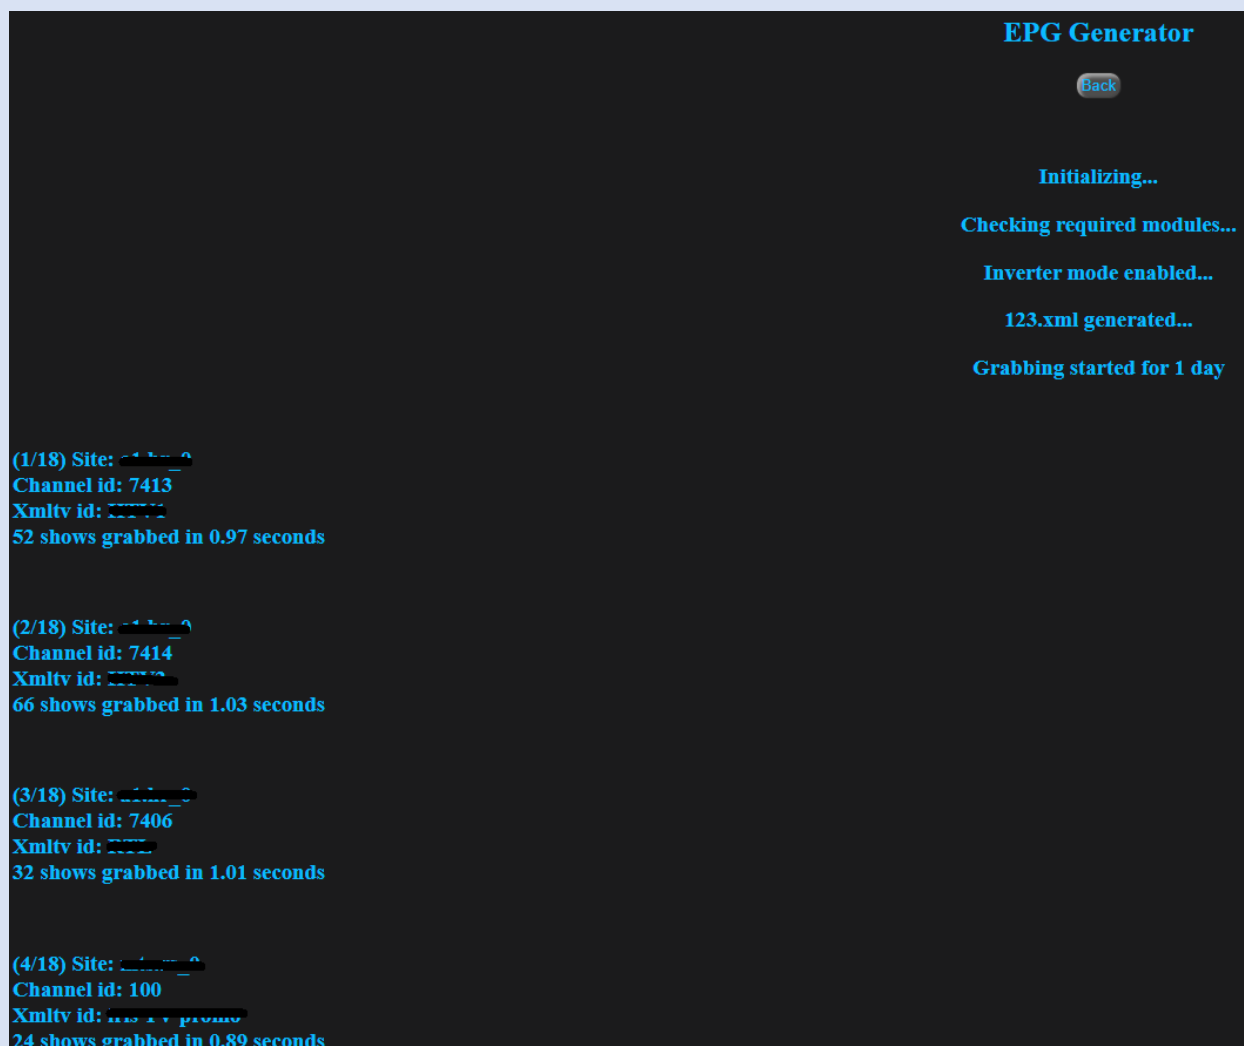 EPG Generator
Back
Initializing...
Checking required modules...
Inverter mode enabled...
123.xml generated...
Grabbing started for 1 day
(1/18) Site:
Channel id: 7413
Xmltv id:
52 shows grabbed in 0.97 seconds
(2/18) Site:
Channel id: 7414
Xmltv id:
66 shows grabbed in 1.03 seconds
(3/18) Site:
Channel id: 7406
Xmltv id:
32 shows grabbed in 1.01 seconds
(4/18) Site:
Channel id: 100
Xmltv id:
24 shows grabbed in 0.89 seconds